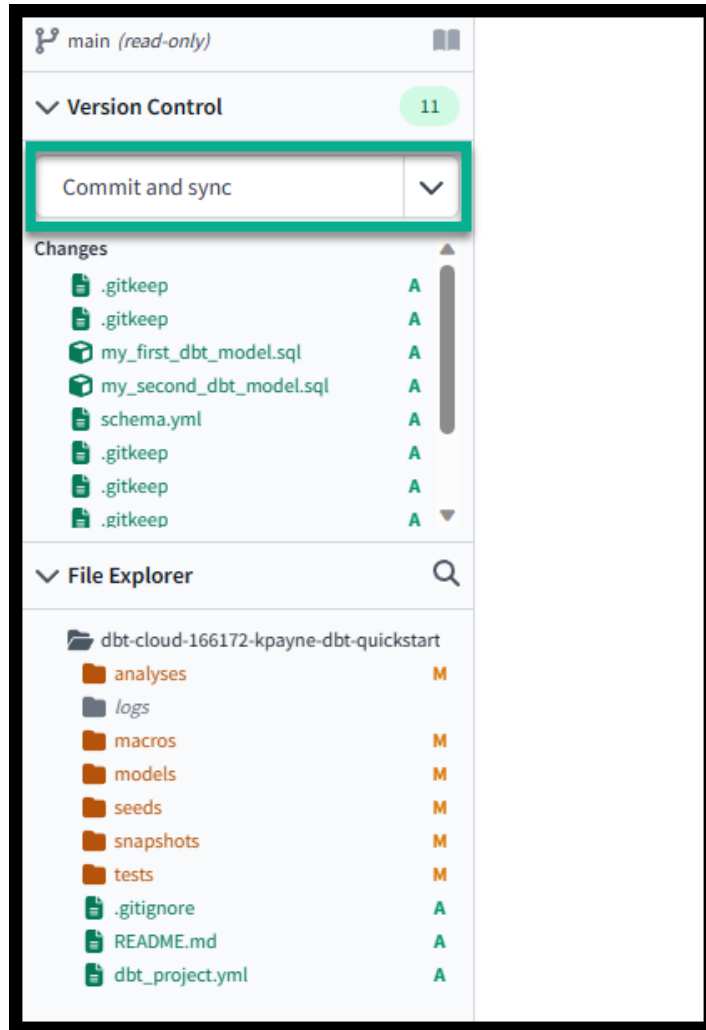 main (read-only)
Version Control 11
Commit and sync
Changes
.gitkeep A
.gitkeep A
my_first_dbt_model.sql A
my_second_dbt_model.sql A
schema.yml A
.gitkeep A
.gitkeep A
.gitkeep A
File Explorer
dbt-cloud-166172-kpayne-dbt-quickstart
analyses M
logs
macros M
models M
seeds M
snapshots M
tests M
.gitignore A
README.md A
dbt_project.yml A